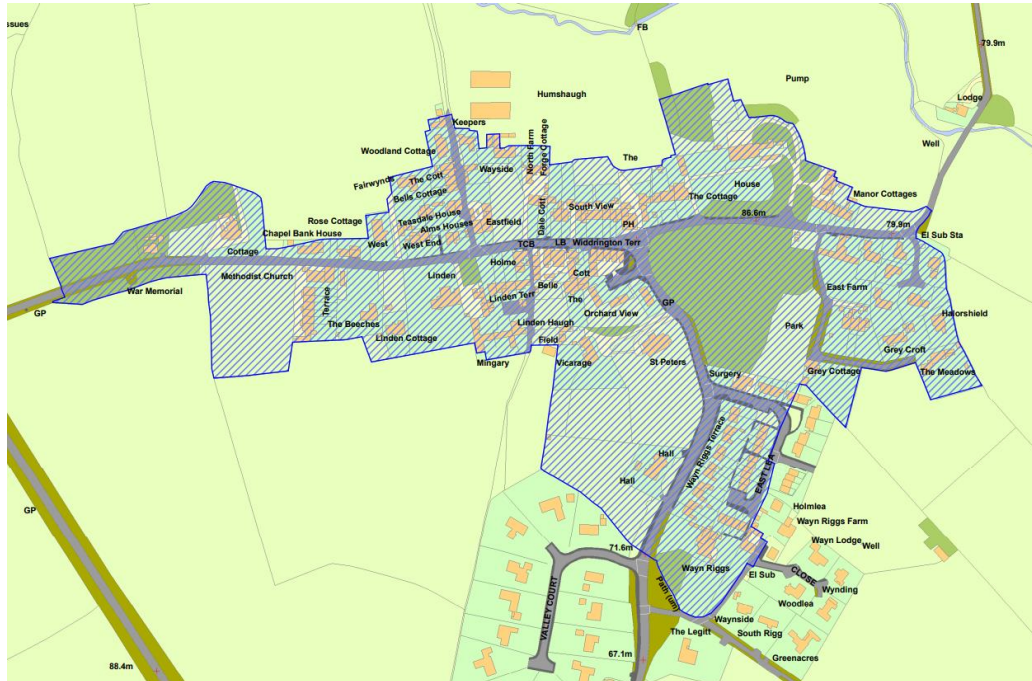 ssues
FB
79.9m
Pump
Humshaugh
Lodge
Keepers
Well
Woodland Cottage
Wayside
North Farm
Forge Cottage
The
Fairwynds
The Cott
House
Manor Cottages
Bells Cottage
The Cottage
Rose Cottage
Teasdale House
Eastfield
Dale Cott
South View
86.6m
Chapel Bank House
Alms Houses
PH
79.9m
El Sub Sta
West
West End
TCB
LB
Widdrington Terr
Cottage
Methodist Church
Linden
Holme
Cott
War Memorial
Belle
East Farm
GP
Terrace
Linden Terr
The
GP
Orchard View
Halorshield
The Beeches
Linden Haugh
Park
Linden Cottage
Field
Grey Croft
Mingary
Vicarage
St Peters
Surgery
Grey Cottage
The Meadows
Wayn Riggs Terrace
Hall
EAST LEA
Hall
GP
Holmlea
Wayn Riggs Farm
Wayn Lodge
Well
71.6m
Wayn Riggs
El Sub
CLOSE
Wynding
Path (um)
Woodlea
VALLEY COURT
Waynside
The Legitt
South Rigg
67.1m
Greenacres
88.4m